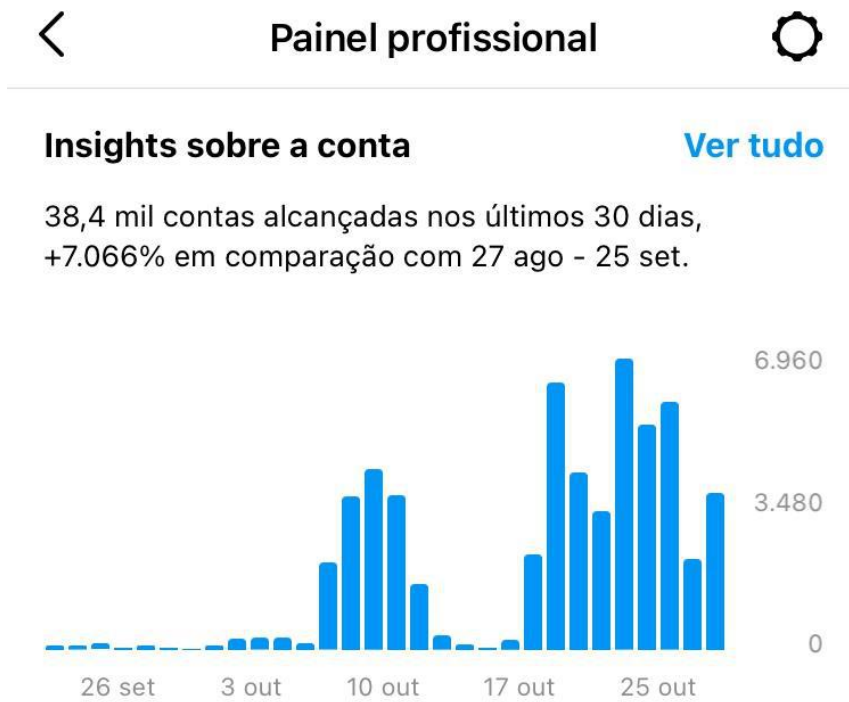 Painel profissional
Insights sobre a conta
Ver tudo
38,4 mil contas alcançadas nos últimos 30 dias,
+7.066% em comparação com 27 ago - 25 set.
6.960
3.480
0
26 set
3 out
10 out
17 out
25 out